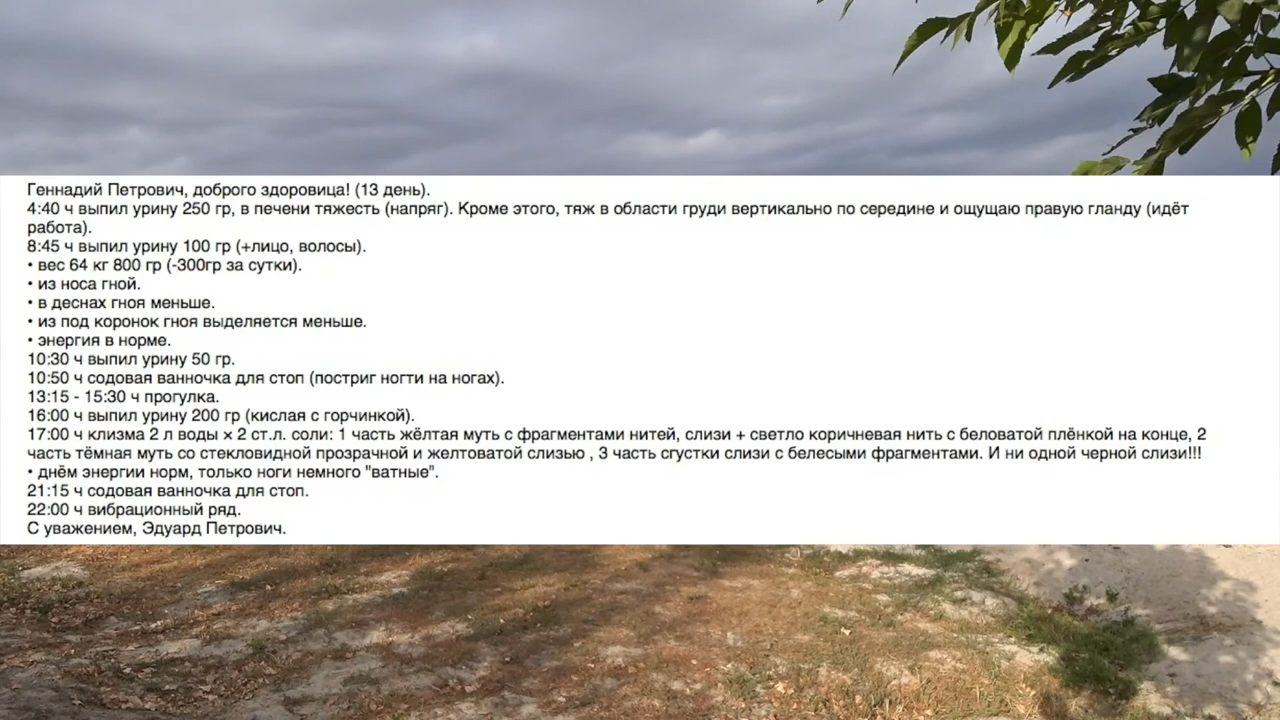 Геннадий Петрович, доброго здоровица! (13 день).
4:40 ч выпил урину 250 гр, в печени тяжесть (напряг). Кроме этого, тяж в области груди вертикально по середине и ощущаю правую гланду (идёт
работа).
8:45 ч выпил урину 100 гр (+лицо, волосы).
• вес 64 кг 800 гр (-300гр за сутки).
• из носа гной.
• в деснах гноя меньше.
• из под коронок гноя выделяется меньше.
• энергия в норме.
10:30 ч выпил урину 50 гр.
10:50 ч содовая ванночка для стоп (постриг ногти на ногах).
13:15 - 15:30 ч прогулка.
16:00 ч выпил урину 200 гр (кислая с горчинкой).
17:00 ч клизма 2 л воды × 2 ст.л. соли: 1 часть жёлтая муть с фрагментами нитей, слизи + светло коричневая нить с беловатой плёнкой на конце, 2
часть тёмная муть со стекловидной прозрачной и желтоватой слизью , 3 часть сгустки слизи с белесыми фрагментами. И ни одной черной слизи!!!
• днём энергии норм, только ноги немного "ватные".
21:15 ч содовая ванночка для стоп.
22:00 ч вибрационный ряд.
С уважением, Эдуард Петрович.